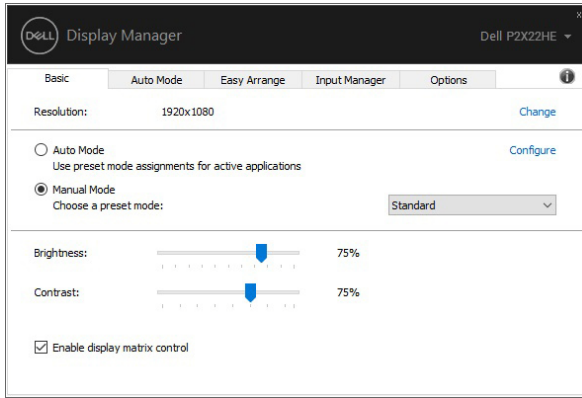 DELL Display Manager
Dell P2X22HE
Basic Auto Mode Easy Arrange Input Manager Options
Resolution: 1920x1080 Change
Auto Mode Configure
Use preset mode assignments for active applications
Manual Mode
Choose a preset mode: Standard
Brightness: 75%
Contrast: 75%
Enable display matrix control